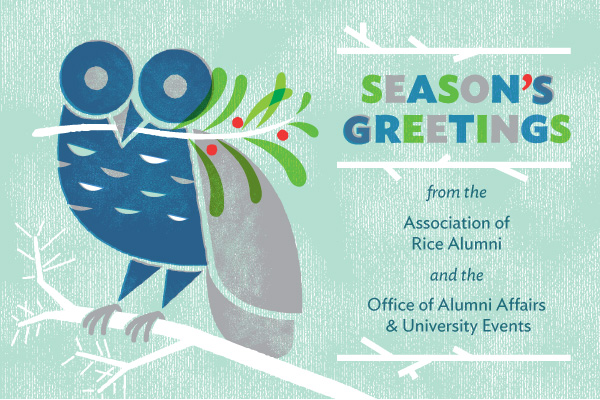 SEASON'S
GREETINGS
from the
Association of
Rice Alumni
and the
Office of Alumni Affairs
& University Events